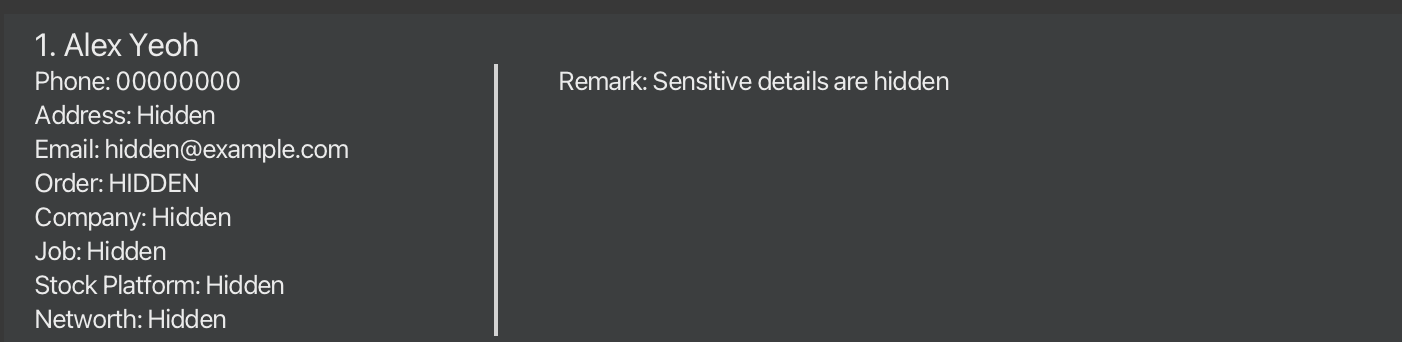 1. Alex Yeoh
Phone: 00000000
Address: Hidden
Email: hidden@example.com
Order: HIDDEN
Company: Hidden
Job: Hidden
Stock Platform: Hidden
Networth: Hidden
Remark: Sensitive details are hidden